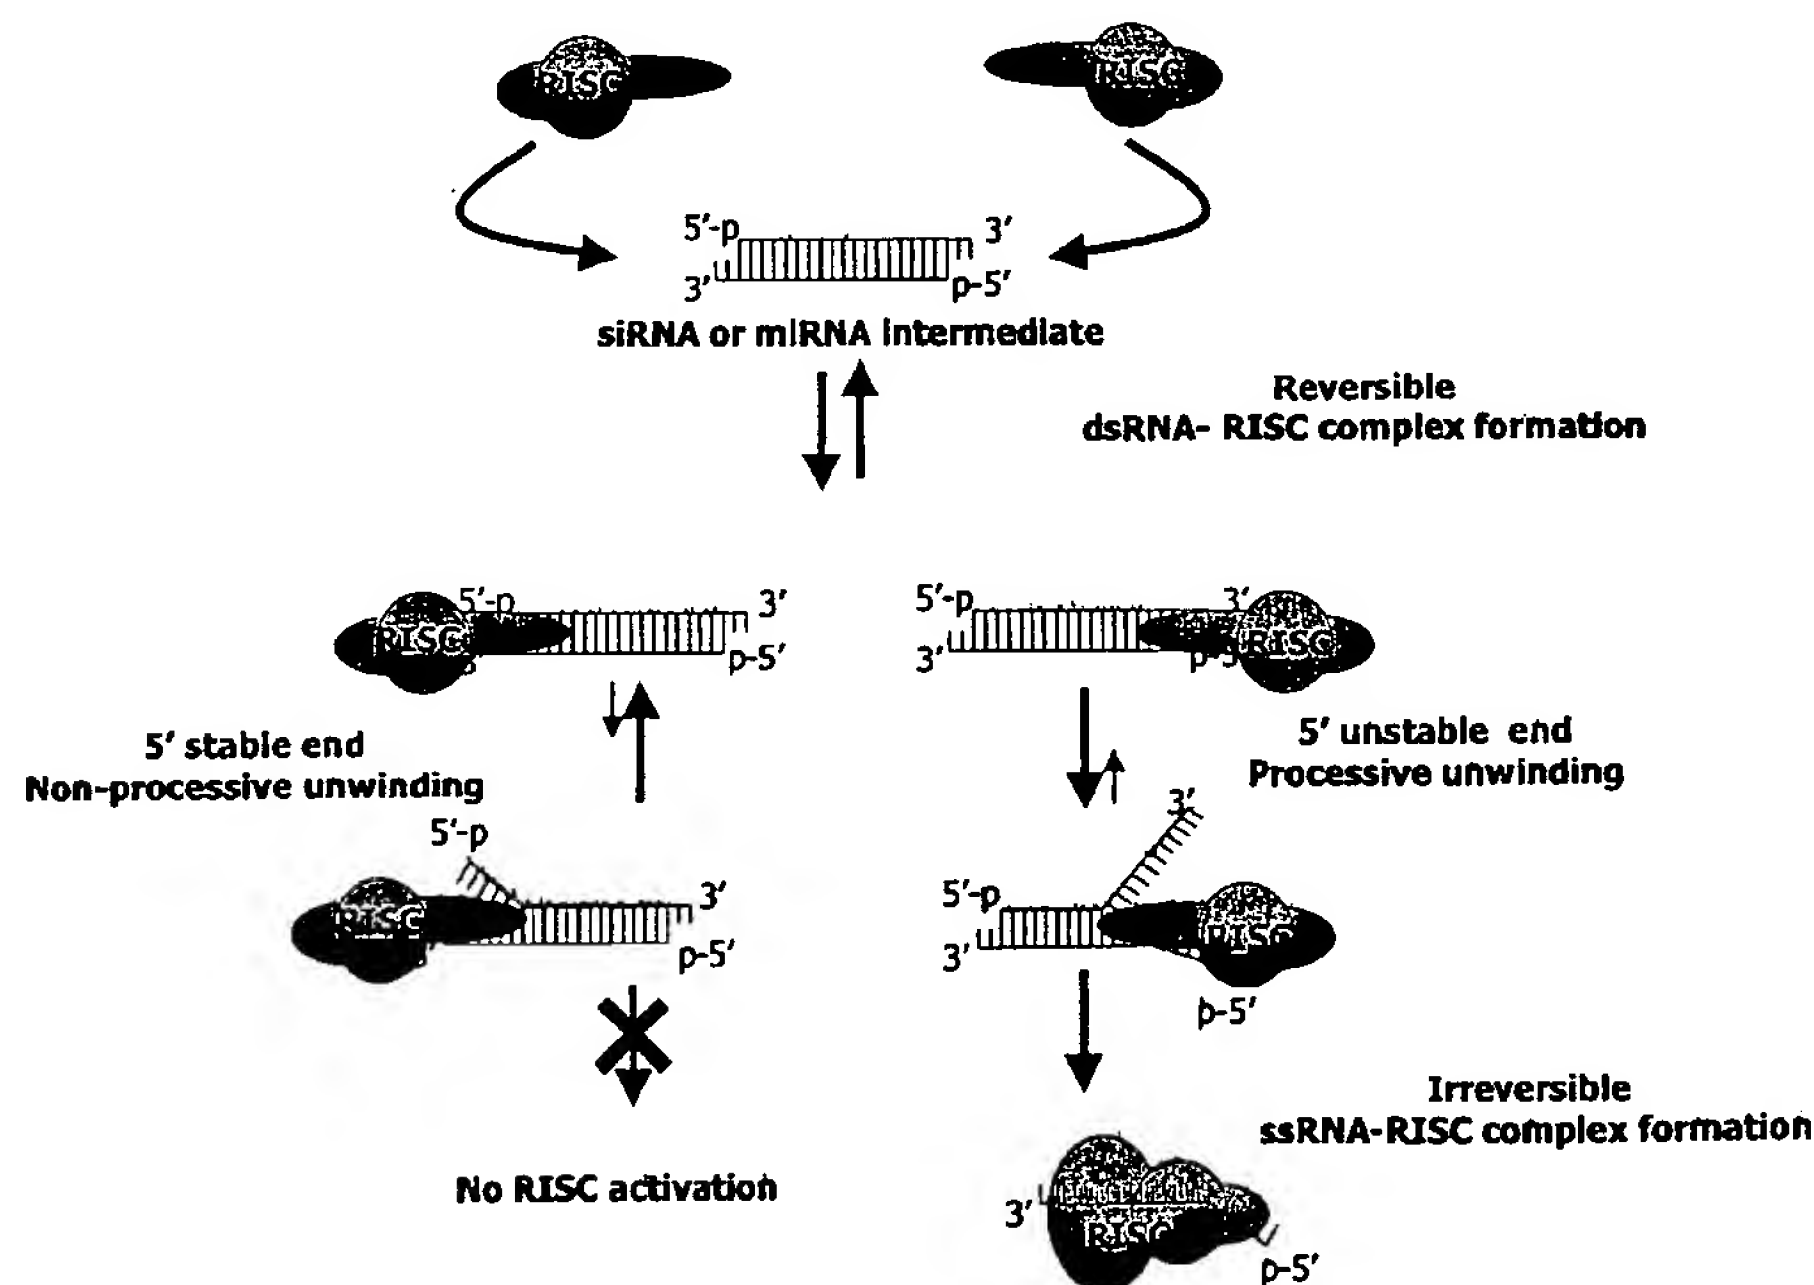 RISC
RISC
5'-p 3'
3' p-5'
siRNA or miRNA intermediate
Reversible
dsRNA- RISC complex formation
5'-p 3'
RISC
p-5'
5'-p 3'
RISC
3'
5' stable end
Non-processive unwinding
5' unstable end
Processive unwinding
5'-p
3'
RISC
p-5'
3'
5'-p
RISC
3'
p-5'
Irreversible
ssRNA-RISC complex formation
No RISC activation
3'
RISC
p-5'